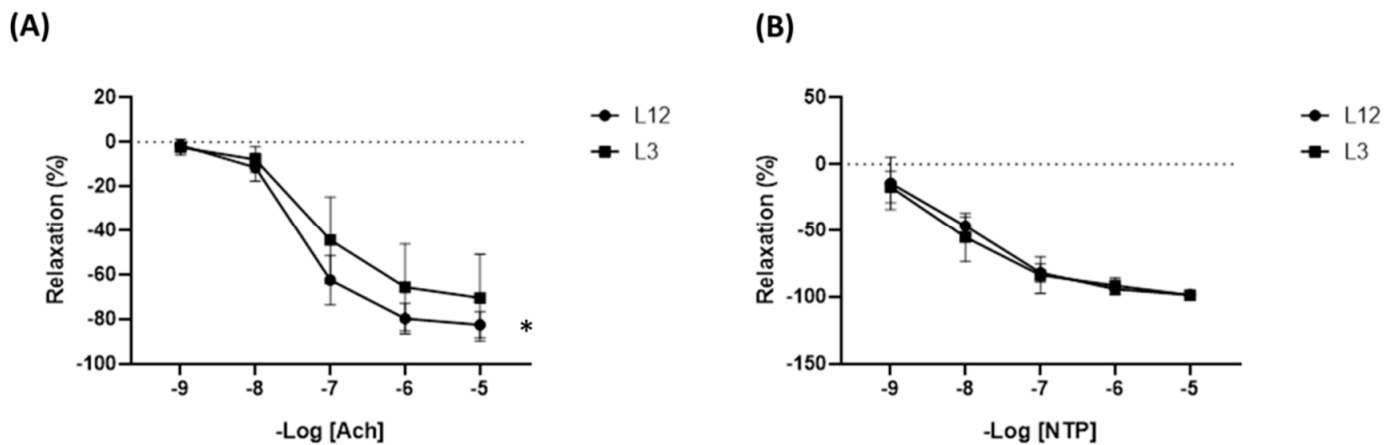 (A)
(B)
20
0
-20
-40
-60
-80
-100
Relaxation (%)
-9
-8
-7
-6
-5
-Log [Ach]
L12
L3
*
50
0
-50
-100
-150
Relaxation (%)
-9
-8
-7
-6
-5
-Log [NTP]
L12
L3